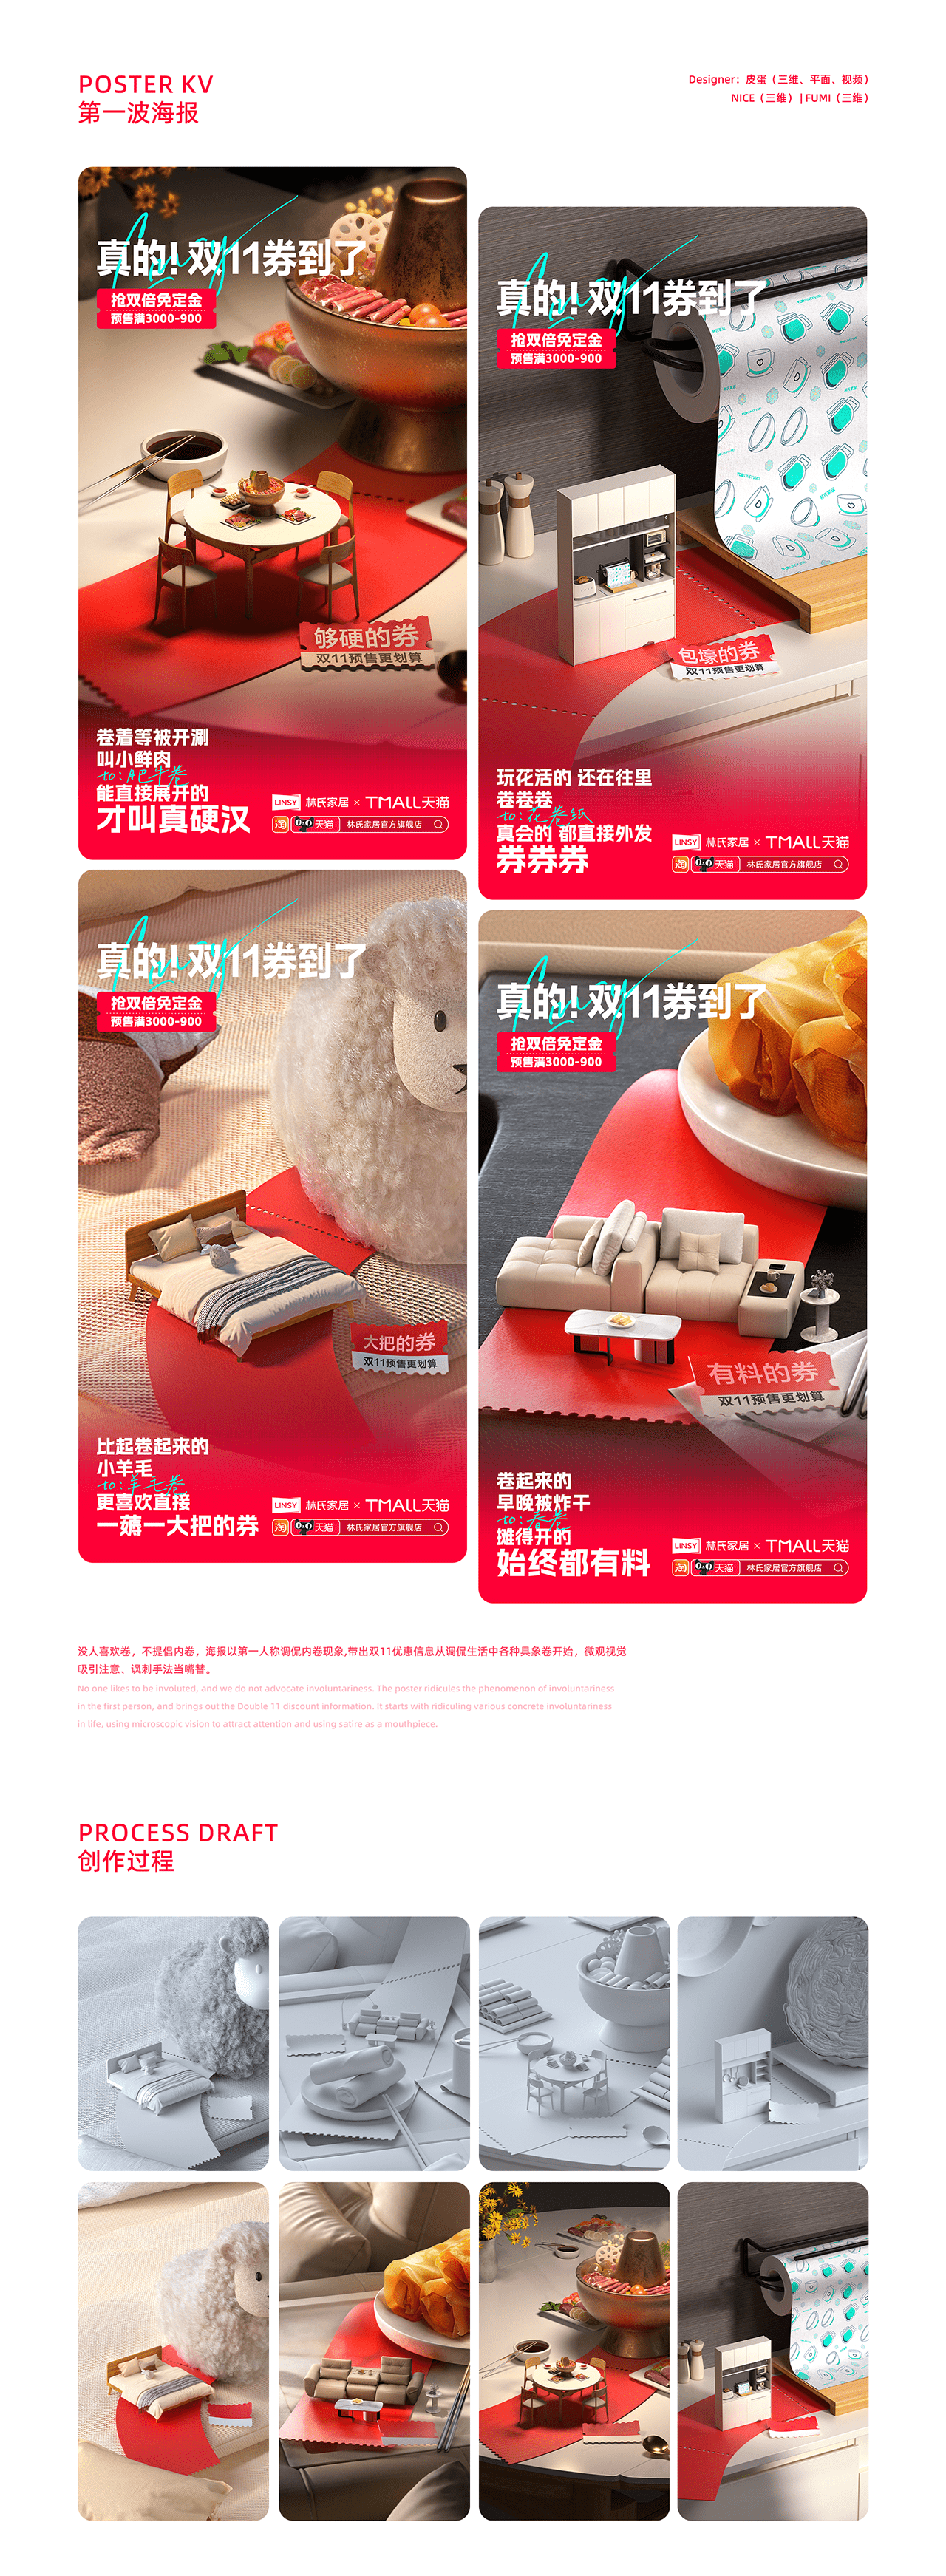 POSTER KV
第一波海报
Designer：皮蛋（三维、平面、视频）
NICE（三维） | FUMI（三维）
真的! 双11券到了
抢双倍免定金
预售满3000-900
够硬的券
双11预售更划算
卷着等被开涮
叫小鲜肉
to: 肥牛卷
能直接展开的
才叫真硬汉
LINSY 林氏家居 × TMALL天猫
淘 天猫 林氏家居官方旗舰店
真的! 双11券到了
抢双倍免定金
预售满3000-900
包壕的券
双11预售更划算
玩花活的 还在往里
卷卷卷
to: 花卷纸
真会的 都直接外发
券券券
LINSY 林氏家居 × TMALL天猫
淘 天猫 林氏家居官方旗舰店
真的! 双11券到了
抢双倍免定金
预售满3000-900
大把的券
双11预售更划算
比起卷起来的
小羊毛
to: 羊毛卷
更喜欢直接
一薅一大把的券
LINSY 林氏家居 × TMALL天猫
淘 天猫 林氏家居官方旗舰店
真的! 双11券到了
抢双倍免定金
预售满3000-900
有料的券
双11预售更划算
卷起来的
早晚被炸干
to: 春卷
摊得开的
始终都有料
LINSY 林氏家居 × TMALL天猫
淘 天猫 林氏家居官方旗舰店
没人喜欢卷，不提倡内卷，海报以第一人称调侃内卷现象,带出双11优惠信息从调侃生活中各种具象卷开始，微观视觉
吸引注意、讽刺手法当嘴替。
No one likes to be involuted, and we do not advocate involuntariness. The poster ridicules the phenomenon of involuntariness
in the first person, and brings out the Double 11 discount information. It starts with ridiculing various concrete involuntariness
in life, using microscopic vision to attract attention and using satire as a mouthpiece.
PROCESS DRAFT
创作过程